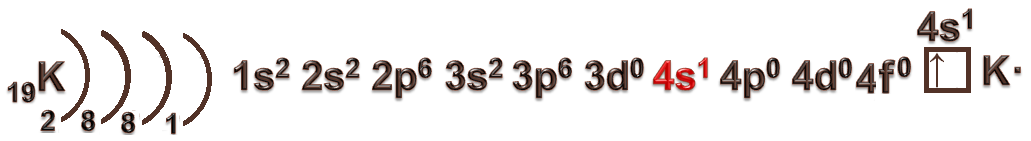 4s¹
₁₉K 1s² 2s² 2p⁶ 3s² 3p⁶ 3d⁰ 4s¹ 4p⁰ 4d⁰ 4f⁰ ↑ K·
2 8 8 1